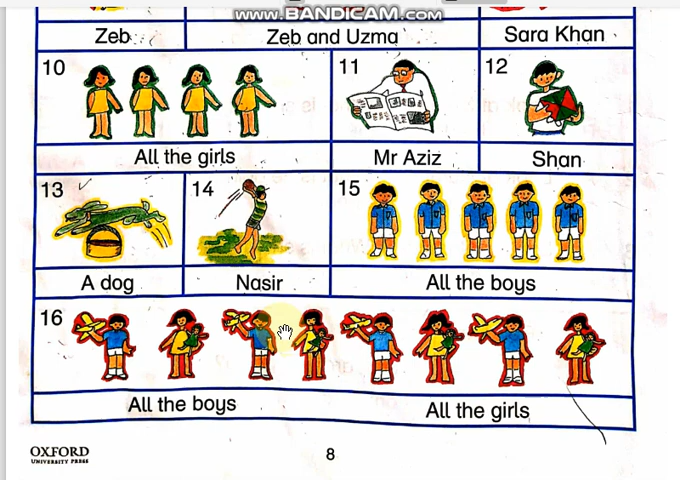 www.BANDICAM.COM
Zeb
Zeb and Uzma
Sara Khan
10
11
12
All the girls
Mr Aziz
Shan
13
14
15
A dog
Nasir
All the boys
16
All the boys
All the girls
OXFORD
UNIVERSITY PRESS
8